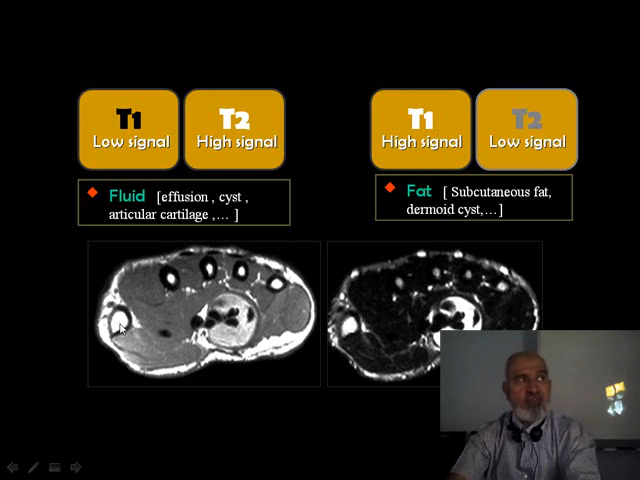 T1
Low signal
T2
High signal
T1
High signal
T2
Low signal
Fluid [effusion , cyst ,
articular cartilage ,... ]
Fat [ Subcutaneous fat,
dermoid cyst,...]